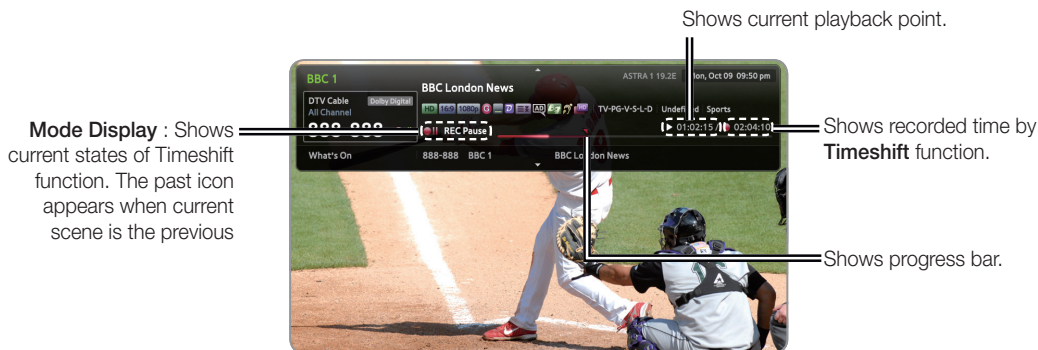 Shows current playback point.
BBC 1
ASTRA 1 19.2E
on, Oct 09 09:50 pm
BBC London News
DTV Cable Dolby Digital
All Channel
HD 16:9 1080p G AD HD TV-PG-V-S-L-D Undefined Sports
REC Pause
01:02:15 / 02:04:10
What's On 888-888 BBC 1 BBC London News
Mode Display : Shows
current states of Timeshift
function. The past icon
appears when current
scene is the previous
Shows recorded time by
Timeshift function.
Shows progress bar.